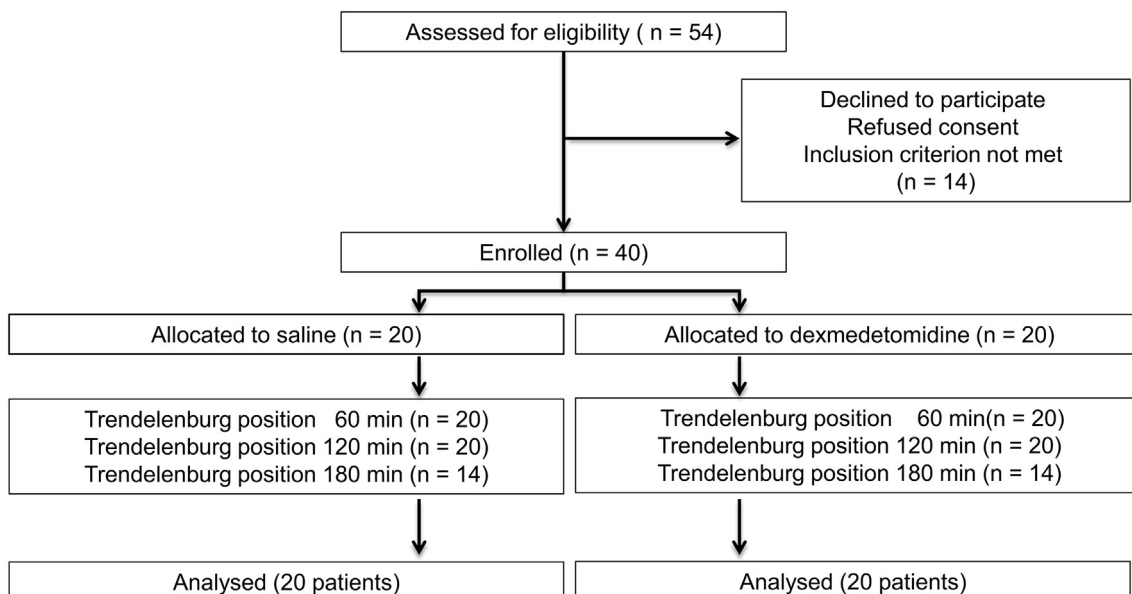 Assessed for eligibility ( n = 54)
Declined to participate
Refused consent
Inclusion criterion not met
(n = 14)
Enrolled (n = 40)
Allocated to saline (n = 20)
Allocated to dexmedetomidine (n = 20)
Trendelenburg position 60 min (n = 20)
Trendelenburg position 120 min (n = 20)
Trendelenburg position 180 min (n = 14)
Trendelenburg position 60 min(n = 20)
Trendelenburg position 120 min (n = 20)
Trendelenburg position 180 min (n = 14)
Analysed (20 patients)
Analysed (20 patients)